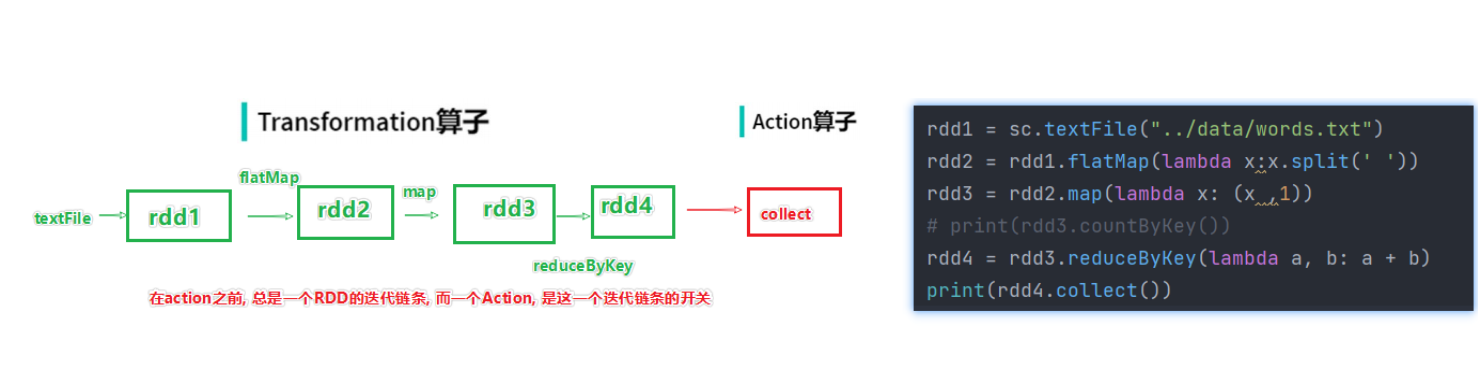 Transformation算子
Action算子
flatMap
map
textFile
rdd1
rdd2
rdd3
rdd4
collect
reduceByKey
在action之前, 总是一个RDD的迭代链条, 而一个Action, 是这一个迭代链条的开关
rdd1 = sc.textFile("../data/words.txt")
rdd2 = rdd1.flatMap(lambda x:x.split(' '))
rdd3 = rdd2.map(lambda x: (x ,1))
# print(rdd3.countByKey())
rdd4 = rdd3.reduceByKey(lambda a, b: a + b)
print(rdd4.collect())